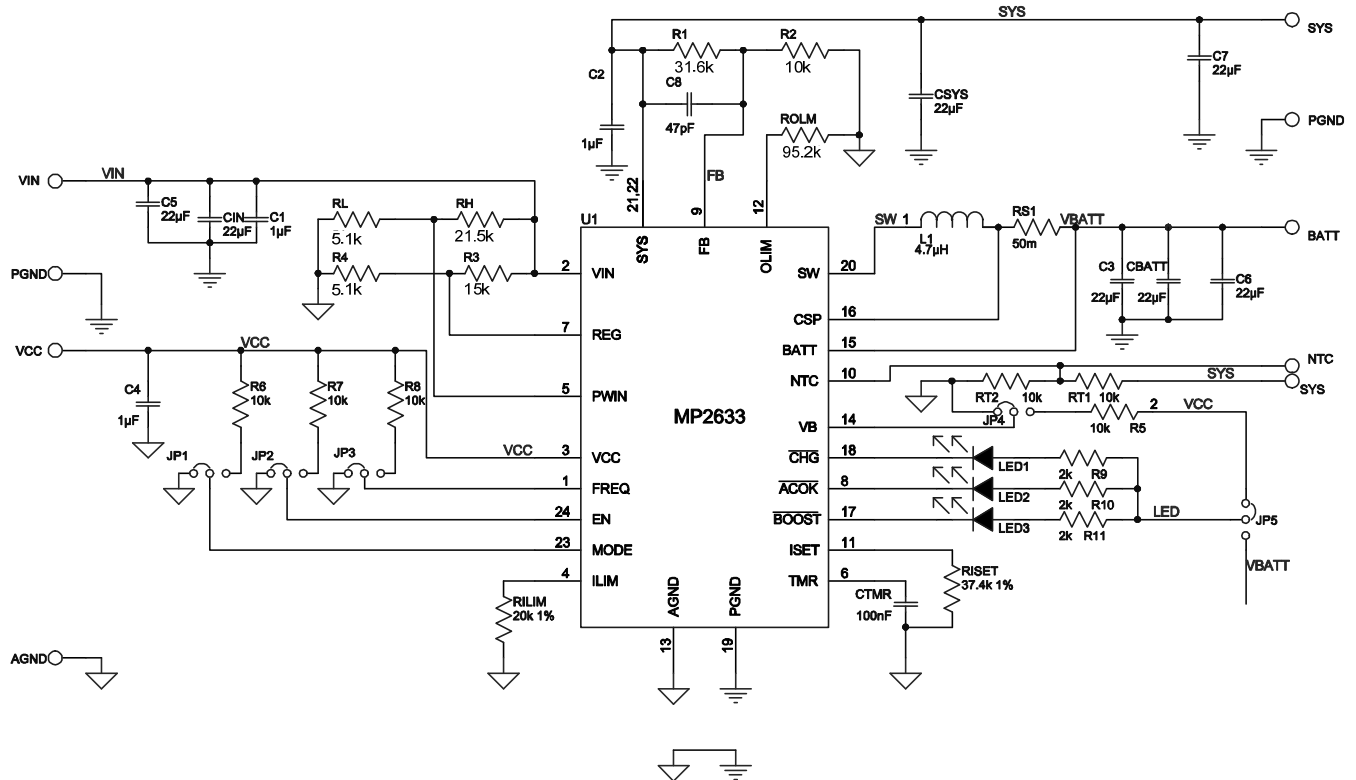 SYS
SYS
R1
31.6k
R2
10k
C2
1µF
C8
47pF
ROLM
95.2k
CSYS
22µF
C7
22µF
PGND
FB
21,22
9
12
VIN
VIN
C5
22µF
CIN
22µF
C1
1µF
RL
5.1k
RH
21.5k
R4
5.1k
R3
15k
PGND
U1
SYS
FB
OLIM
SW 1
L1
4.7µH
RS1
50m
VBATT
BATT
C3
22µF
CBATT
22µF
C6
22µF
2
VIN
SW
20
CSP
16
7
REG
BATT
15
VCC
VCC
NTC
10
NTC
SYS
SYS
C4
1µF
R6
10k
R7
10k
R8
10k
5
PWIN
RT2
10k
RT1
10k
JP4
10k
R5
2
VCC
MP2633
VB
14
JP1
JP2
JP3
VCC
3
VCC
CHG
18
LED1
2k
R9
1
FREQ
ACOK
8
LED2
2k
R10
24
EN
BOOST
17
LED3
2k
R11
LED
JP5
23
MODE
ISET
11
VBATT
4
ILIM
TMR
6
RISET
37.4k 1%
CTMR
100nF
RILIM
20k 1%
AGND
PGND
13
19
AGND